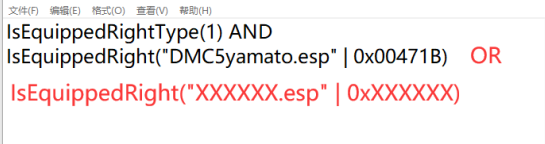 文件(F) 编辑(E) 格式(O) 查看(V) 帮助(H)
IsEquippedRightType(1) AND
IsEquippedRight("DMC5yamato.esp" | 0x00471B) OR
IsEquippedRight("XXXXXX.esp" | 0xXXXXXX)